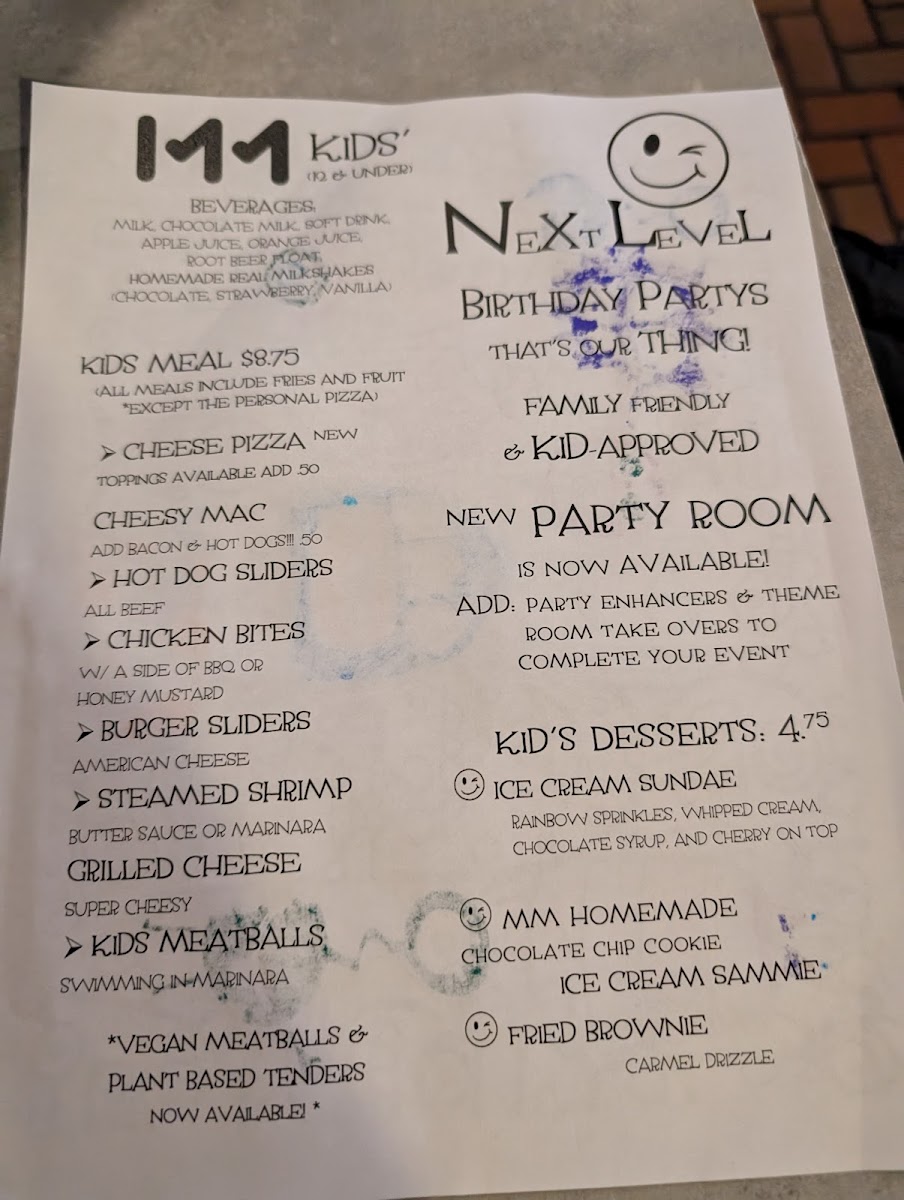 MM KIDS'
(12 & UNDER)
BEVERAGES:
MILK, CHOCOLATE MILK, SOFT DRINK,
APPLE JUICE, ORANGE JUICE,
ROOT BEER FLOAT,
HOMEMADE REAL MILKSHAKES
(CHOCOLATE, STRAWBERRY, VANILLA)
KIDS MEAL $8.75
(ALL MEALS INCLUDE FRIES AND FRUIT
*EXCEPT THE PERSONAL PIZZA)
➢ CHEESE PIZZA NEW
TOPPINGS AVAILABLE ADD .50
CHEESY MAC
ADD BACON & HOT DOGS!!! .50
➢ HOT DOG SLIDERS
ALL BEEF
➢ CHICKEN BITES
W/ A SIDE OF BBQ OR
HONEY MUSTARD
➢ BURGER SLIDERS
AMERICAN CHEESE
➢ STEAMED SHRIMP
BUTTER SAUCE OR MARINARA
GRILLED CHEESE
SUPER CHEESY
➢ KIDS MEATBALLS
SWIMMING IN MARINARA
*VEGAN MEATBALLS &
PLANT BASED TENDERS
NOW AVAILABLE! *
NEXT LEVEL
BIRTHDAY PARTYS
THAT'S OUR THING!
FAMILY FRIENDLY
& KID-APPROVED
NEW PARTY ROOM
IS NOW AVAILABLE!
ADD: PARTY ENHANCERS & THEME
ROOM TAKE OVERS TO
COMPLETE YOUR EVENT
KID'S DESSERTS: 4.75
ICE CREAM SUNDAE
RAINBOW SPRINKLES, WHIPPED CREAM,
CHOCOLATE SYRUP, AND CHERRY ON TOP
MM HOMEMADE
CHOCOLATE CHIP COOKIE
ICE CREAM SAMMIE
FRIED BROWNIE
CARMEL DRIZZLE